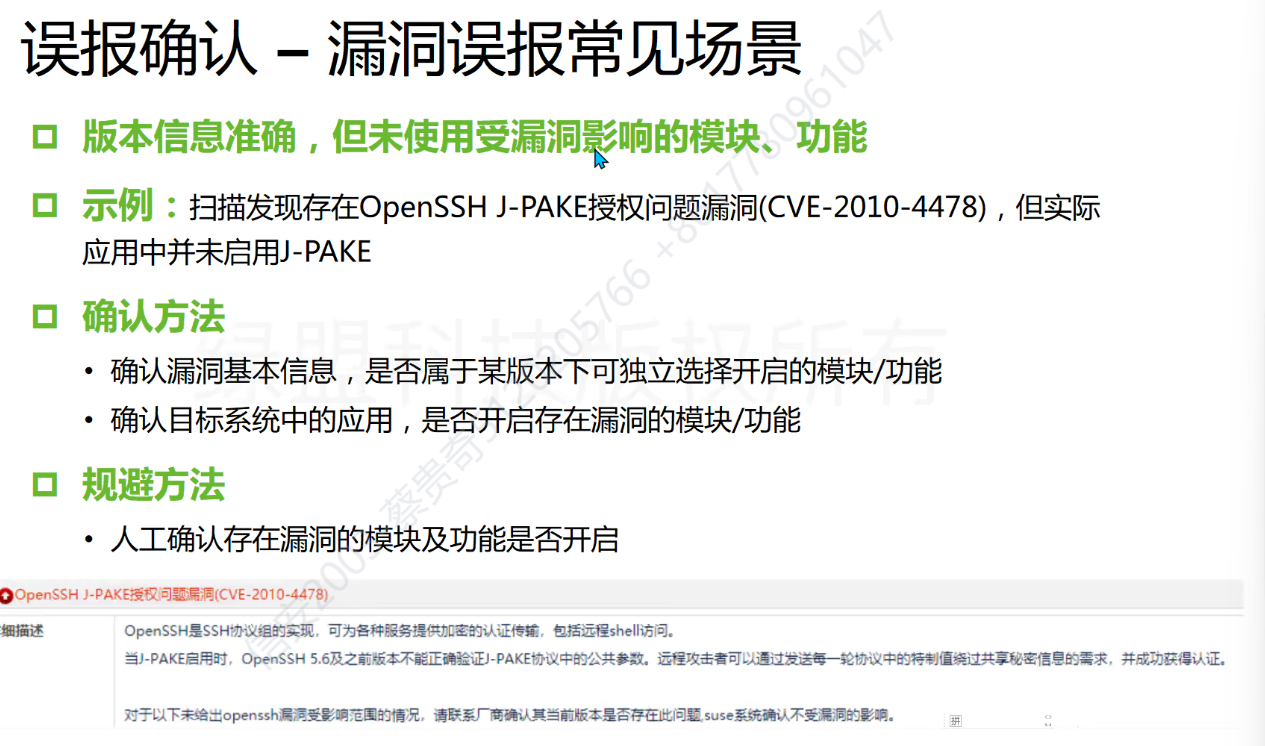 误报确认 – 漏洞误报常见场景
版本信息准确，但未使用受漏洞影响的模块、功能
示例：扫描发现存在OpenSSH J-PAKE授权问题漏洞(CVE-2010-4478)，但实际
应用中并未启用J-PAKE
确认方法
• 确认漏洞基本信息，是否属于某版本下可独立选择开启的模块/功能
• 确认目标系统中的应用，是否开启存在漏洞的模块/功能
规避方法
• 人工确认存在漏洞的模块及功能是否开启
OpenSSH J-PAKE授权问题漏洞(CVE-2010-4478)
细描述
OpenSSH是SSH协议组的实现，可为各种服务提供加密的认证传输，包括远程shell访问。
当J-PAKE启用时，OpenSSH 5.6及之前版本不能正确验证J-PAKE协议中的公共参数。远程攻击者可以通过发送每一轮协议中的特制值绕过共享秘密信息的需求，并成功获得认证。
对于以下未给出openssh漏洞受影响范围的情况，请联系厂商确认其当前版本是否存在此问题,suse系统确认不受漏洞的影响。
绿盟科技版权所有
拼